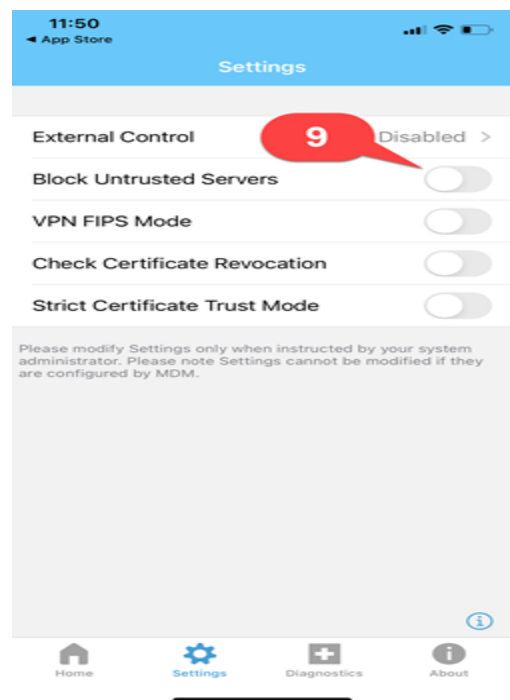 11:50
◀ App Store
Settings
External Control 9 Disabled >
Block Untrusted Servers
VPN FIPS Mode
Check Certificate Revocation
Strict Certificate Trust Mode
Please modify Settings only when instructed by your system
administrator. Please note Settings cannot be modified if they
are configured by MDM.
Home Settings Diagnostics About